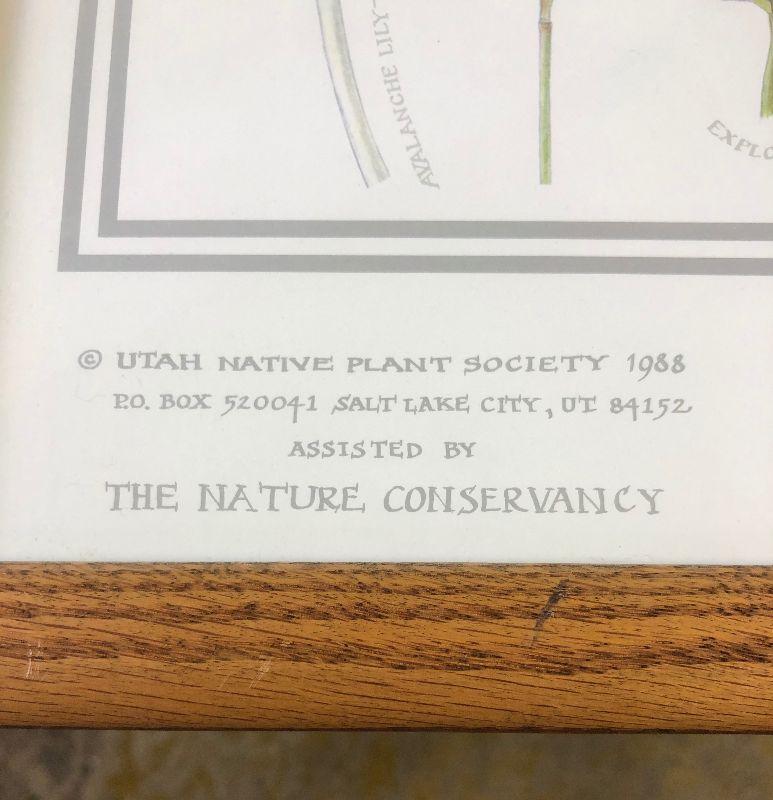 AVALANCHE LILY
© UTAH NATIVE PLANT SOCIETY 1988
P.O. BOX 520041 SALT LAKE CITY, UT 84152
ASSISTED BY
THE NATURE CONSERVANCY